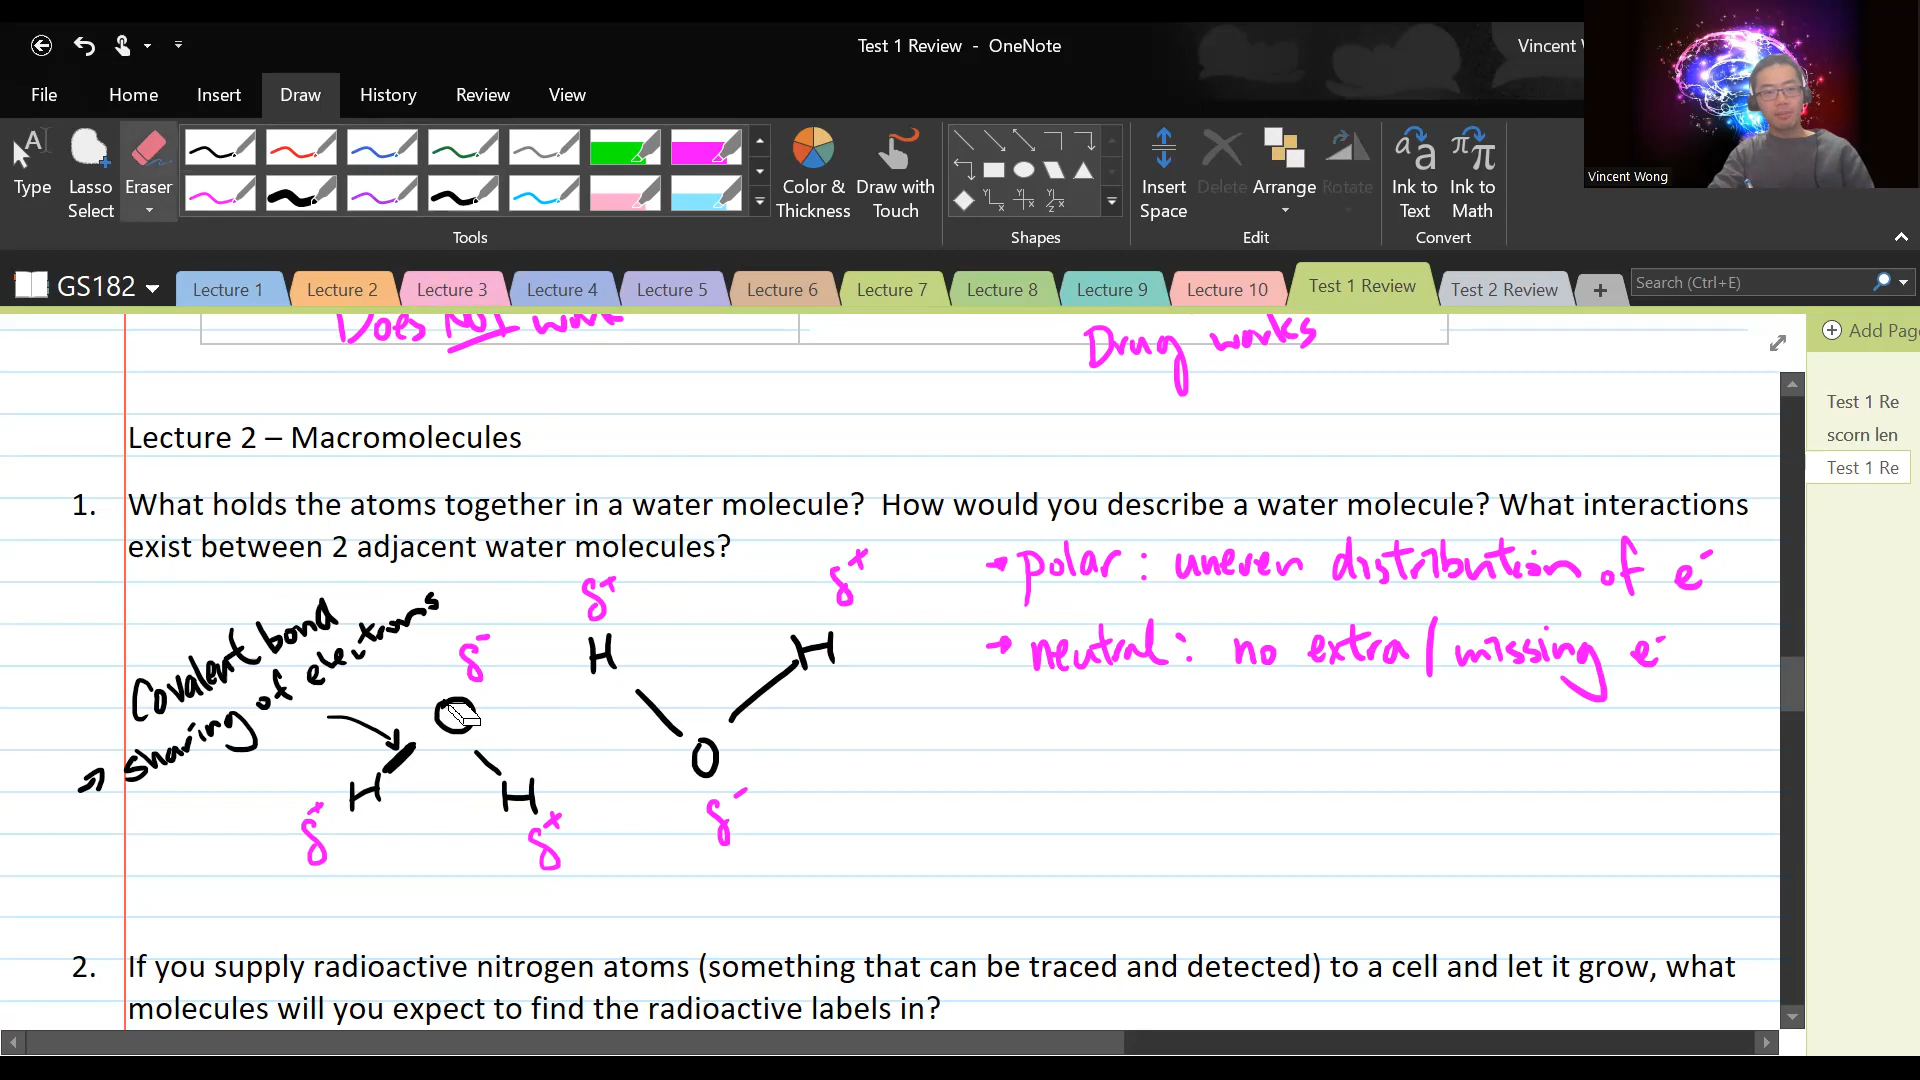 Test 1 Review - OneNote
Vincent W
File
Home
Insert
Draw
History
Review
View
Type
Lasso Select
Eraser
Color & Thickness
Draw with Touch
Insert Space
Delete
Arrange
Rotate
Ink to Text
Ink to Math
Tools
Shapes
Edit
Convert
Vincent Wong
GS182
Lecture 1
Lecture 2
Lecture 3
Lecture 4
Lecture 5
Lecture 6
Lecture 7
Lecture 8
Lecture 9
Lecture 10
Test 1 Review
Test 2 Review
Search (Ctrl+E)
Add Pag
Test 1 Re
scorn len
Test 1 Re
Does NOT work
Drug works
Lecture 2 – Macromolecules
1. What holds the atoms together in a water molecule? How would you describe a water molecule? What interactions
exist between 2 adjacent water molecules?
→ polar : uneven distribution of e⁻
→ neutral : no extra / missing e⁻
Covalent bond
→ sharing of electrons
δ⁺ δ⁺
H H
δ⁻
O
O
H H
δ⁺ δ⁺
δ⁻
2. If you supply radioactive nitrogen atoms (something that can be traced and detected) to a cell and let it grow, what
molecules will you expect to find the radioactive labels in?